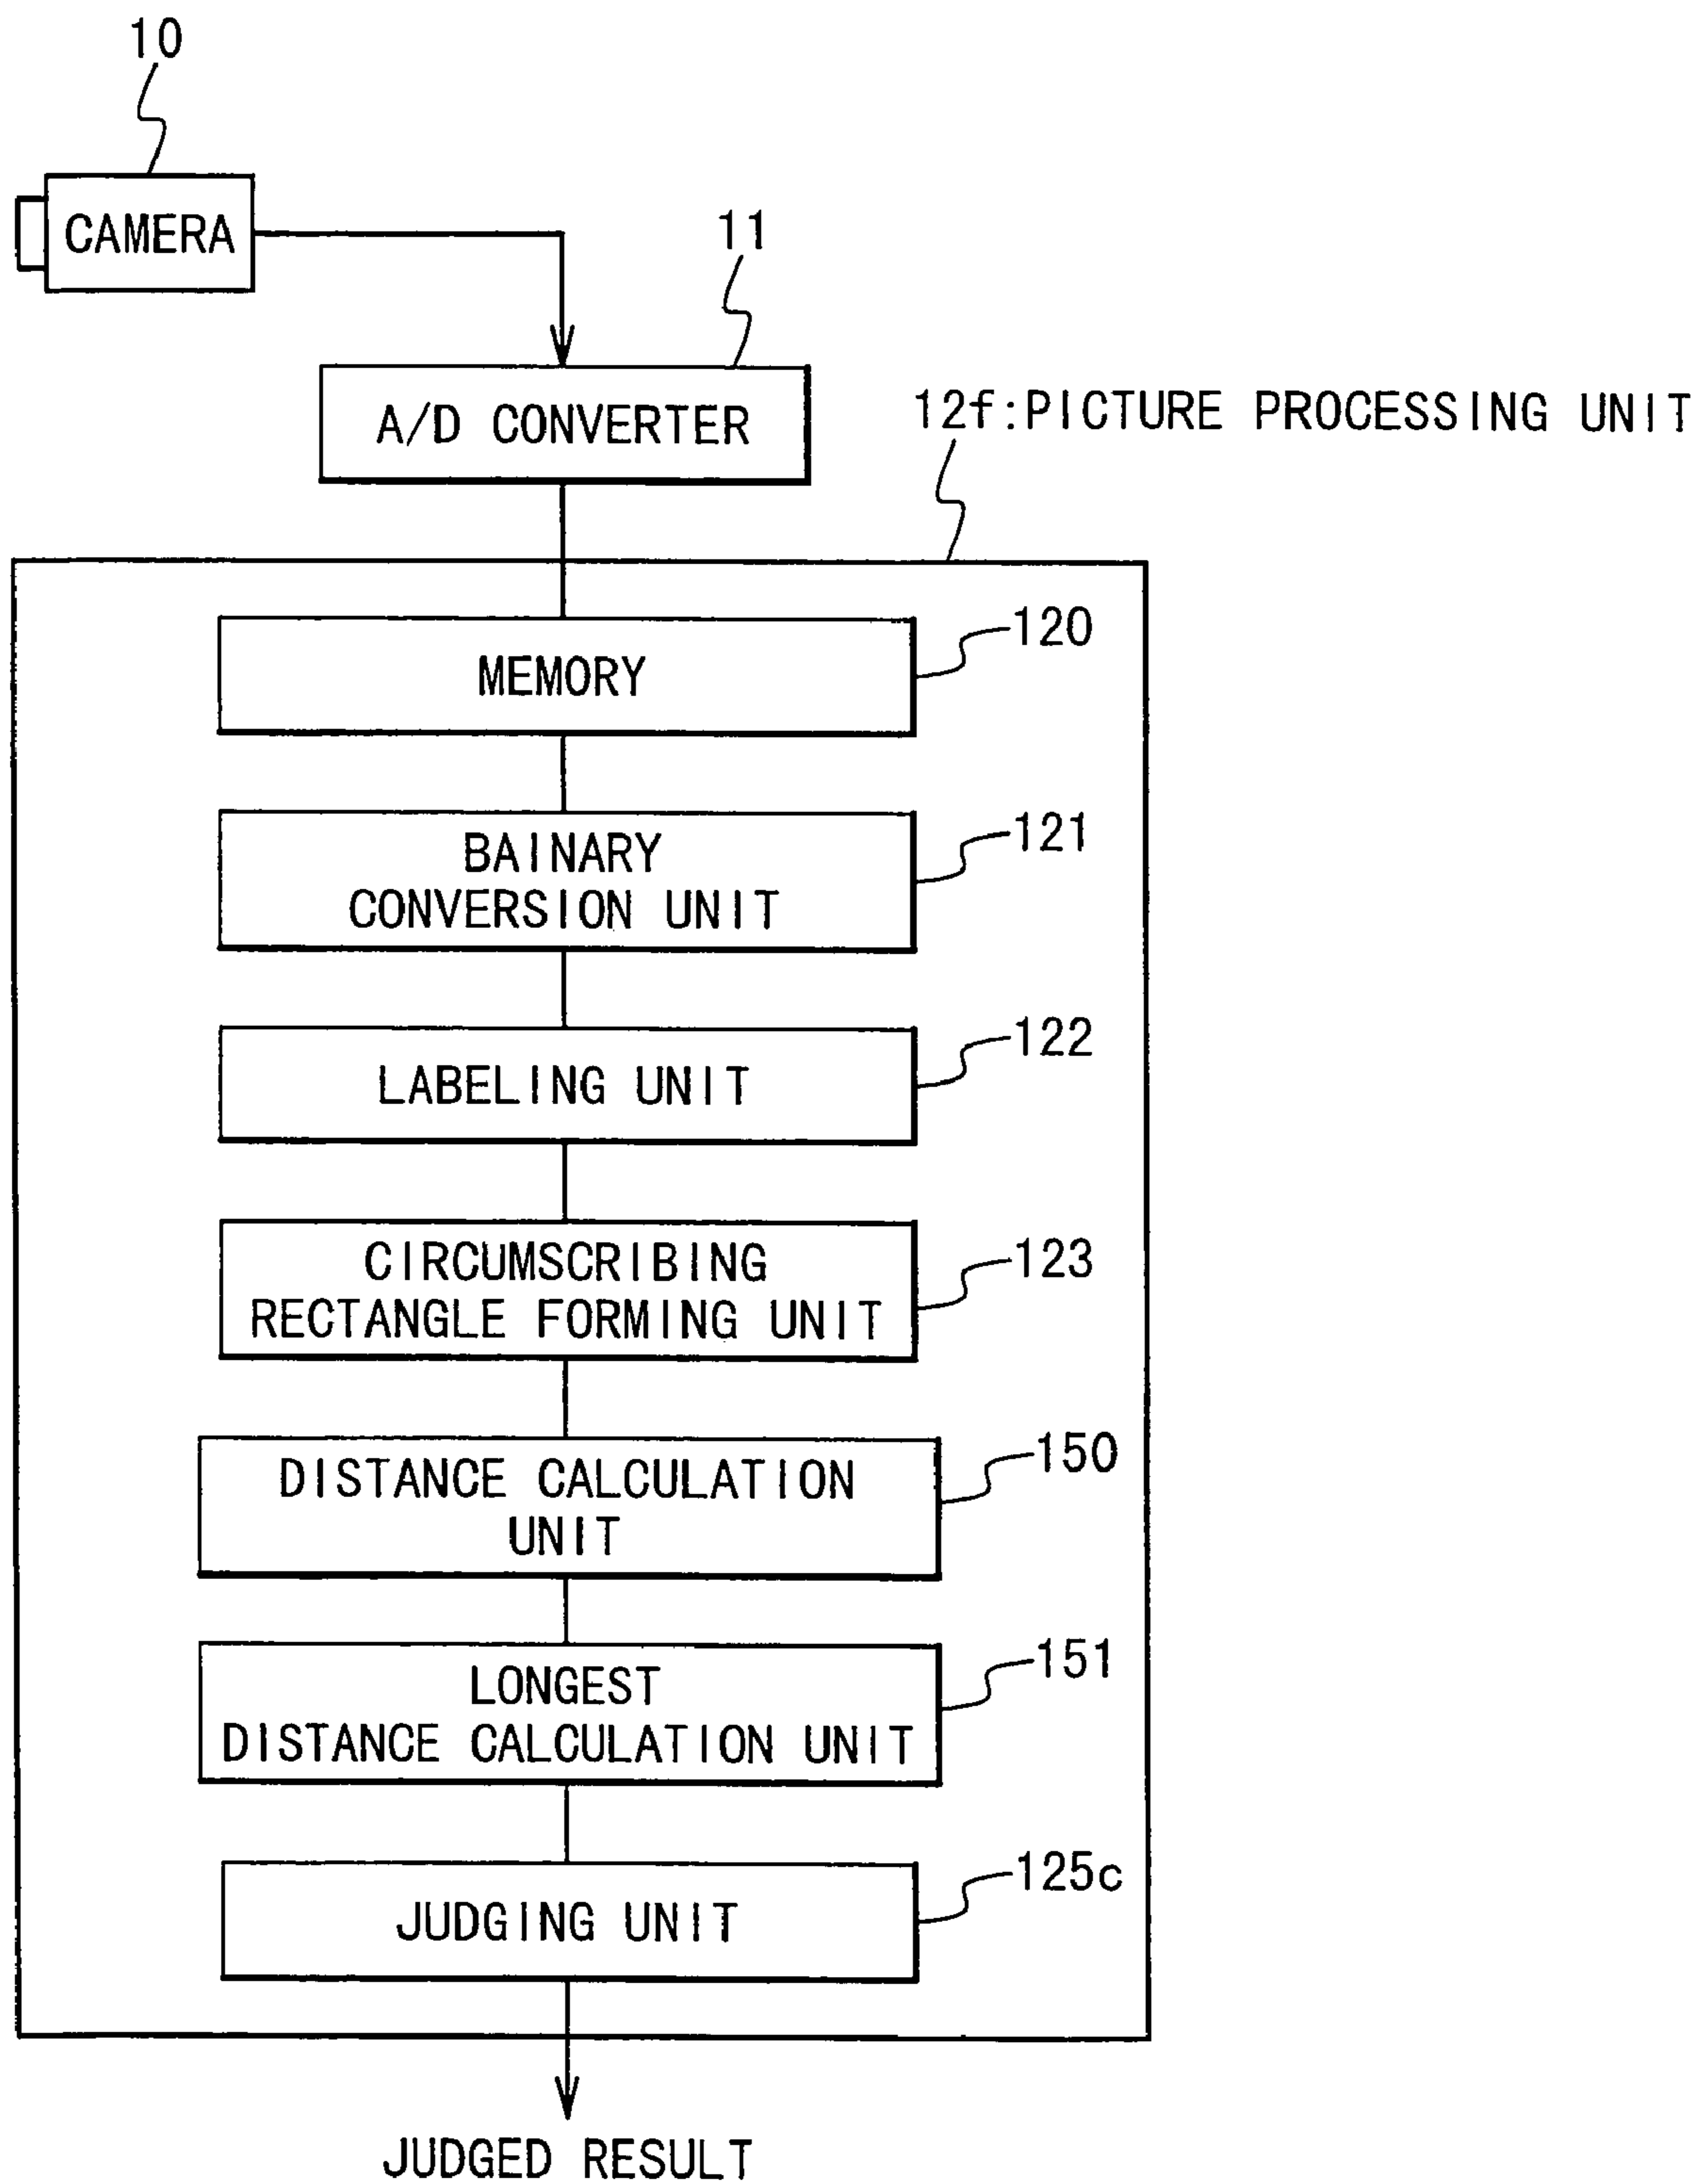 10
CAMERA
11
A/D CONVERTER
12f:PICTURE PROCESSING UNIT
120
MEMORY
121
BAINARY
CONVERSION UNIT
122
LABELING UNIT
123
CIRCUMSCRIBING
RECTANGLE FORMING UNIT
150
DISTANCE CALCULATION
UNIT
151
LONGEST
DISTANCE CALCULATION UNIT
125c
JUDGING UNIT
JUDGED RESULT